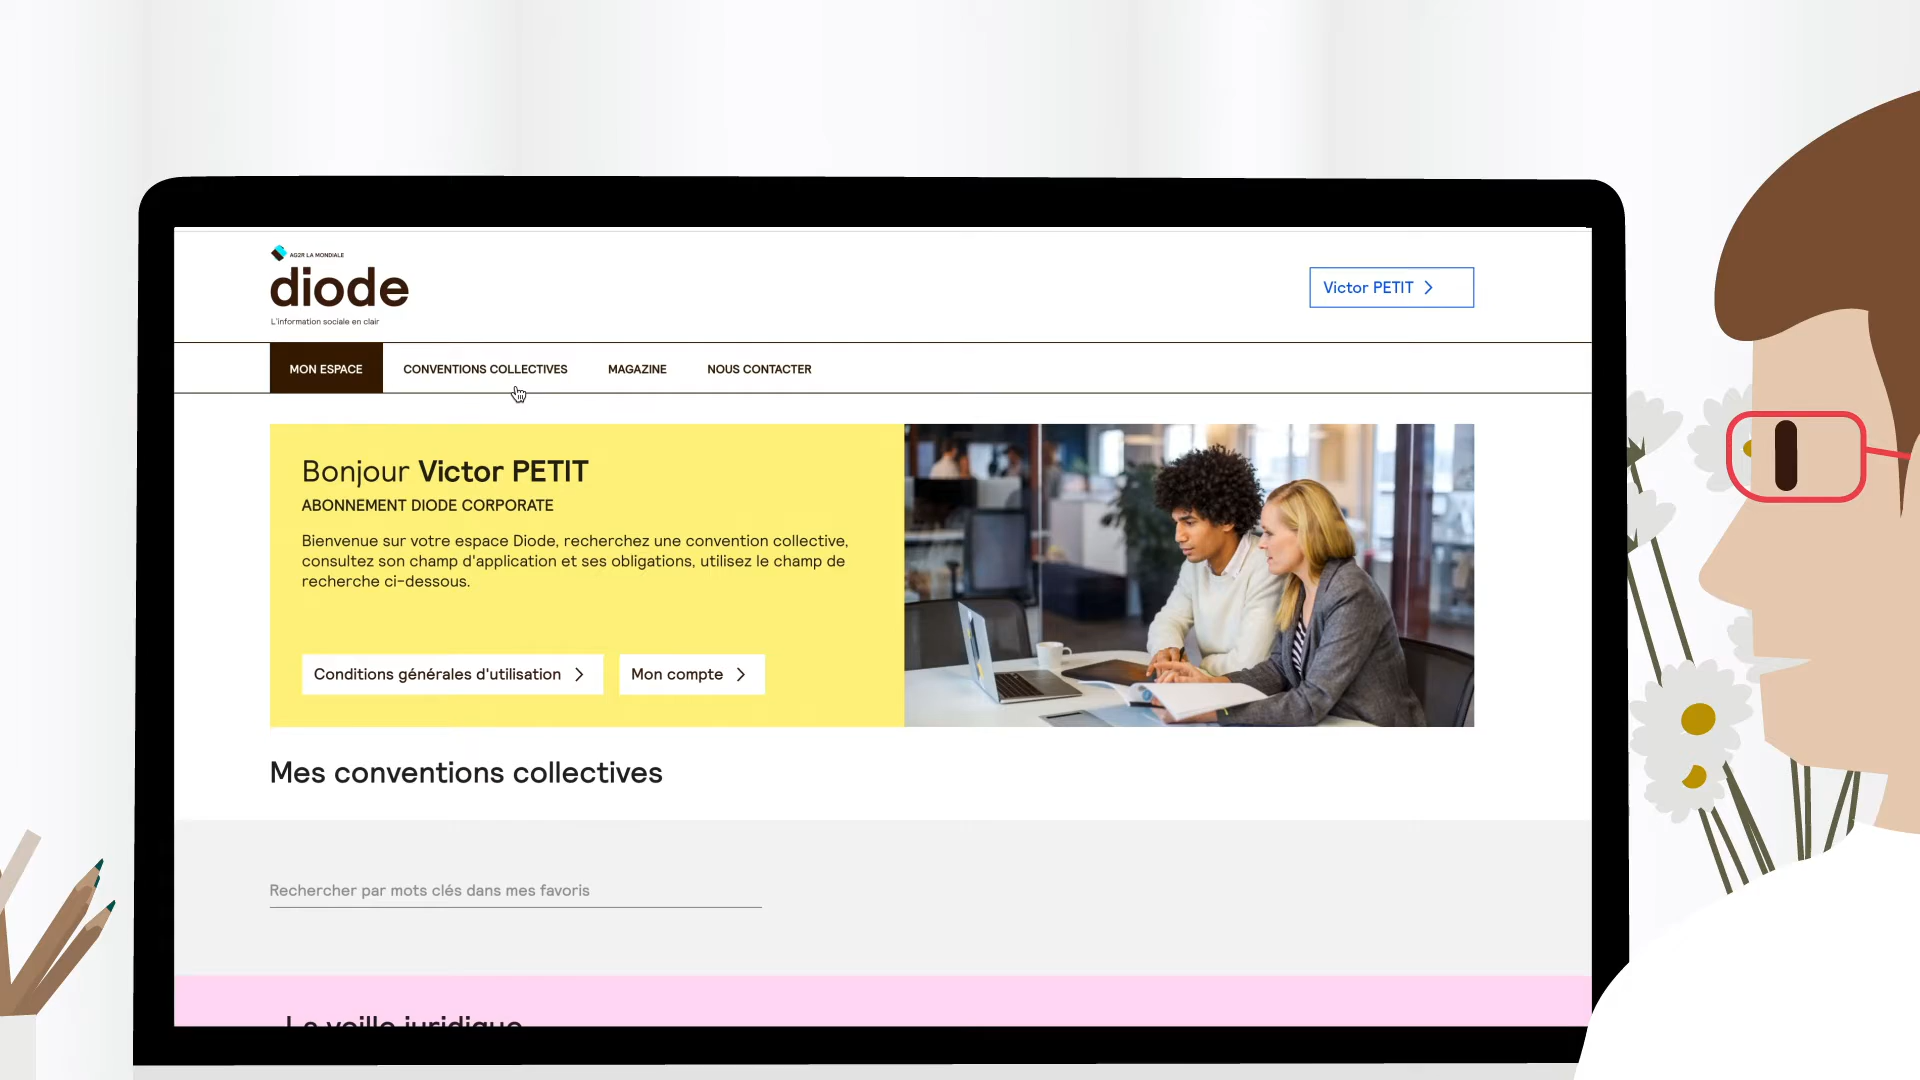 AG2R LA MONDIALE
diode
L'information sociale en clair
Victor PETIT
MON ESPACE
CONVENTIONS COLLECTIVES
MAGAZINE
NOUS CONTACTER
Bonjour Victor PETIT
ABONNEMENT DIODE CORPORATE
Bienvenue sur votre espace Diode, recherchez une convention collective,
consultez son champ d'application et ses obligations, utilisez le champ de
recherche ci-dessous.
Conditions générales d'utilisation
Mon compte
Mes conventions collectives
Rechercher par mots clés dans mes favoris
La veille juridique